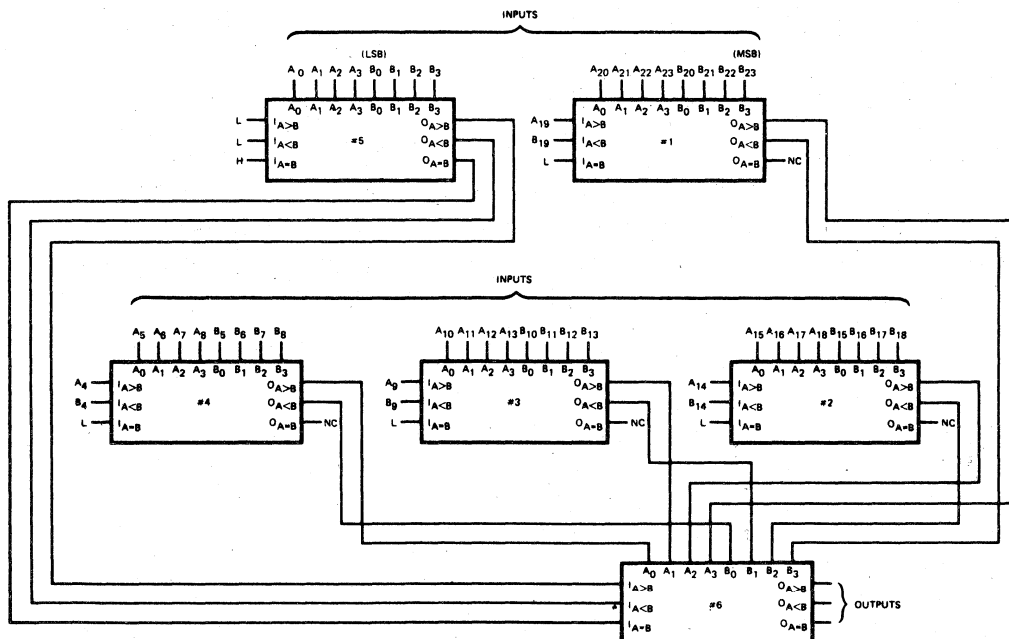 INPUTS
(LSB) (MSB)
A0 A1 A2 A3 B0 B1 B2 B3 A20 A21 A22 A23 B20 B21 B22 B23
A0 A1 A2 A3 B0 B1 B2 B3 A0 A1 A2 A3 B0 B1 B2 B3
L IA>B OA>B A19 IA>B OA>B
L IA<B #5 OA<B B19 IA<B #1 OA<B
H IA=B OA=B L IA=B OA=B NC
INPUTS
A5 A6 A7 A8 B5 B6 B7 B8 A10 A11 A12 A13 B10 B11 B12 B13 A15 A16 A17 A18 B15 B16 B17 B18
A0 A1 A2 A3 B0 B1 B2 B3 A0 A1 A2 A3 B0 B1 B2 B3 A0 A1 A2 A3 B0 B1 B2 B3
A4 IA>B OA>B A9 IA>B OA>B A14 IA>B OA>B
B4 IA<B #4 OA<B B9 IA<B #3 OA<B B14 IA<B #2 OA<B
L IA=B OA=B NC L IA=B OA=B NC L IA=B OA=B NC
A0 A1 A2 A3 B0 B1 B2 B3
IA>B OA>B
IA<B #6 OA<B OUTPUTS
IA=B OA=B